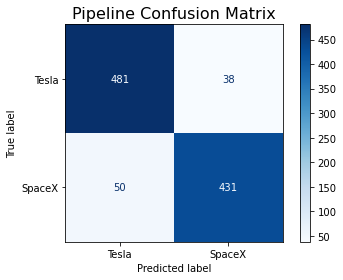 Pipeline Confusion Matrix
True label
Tesla
SpaceX
481
38
50
431
Tesla
SpaceX
Predicted label
450
400
350
300
250
200
150
100
50